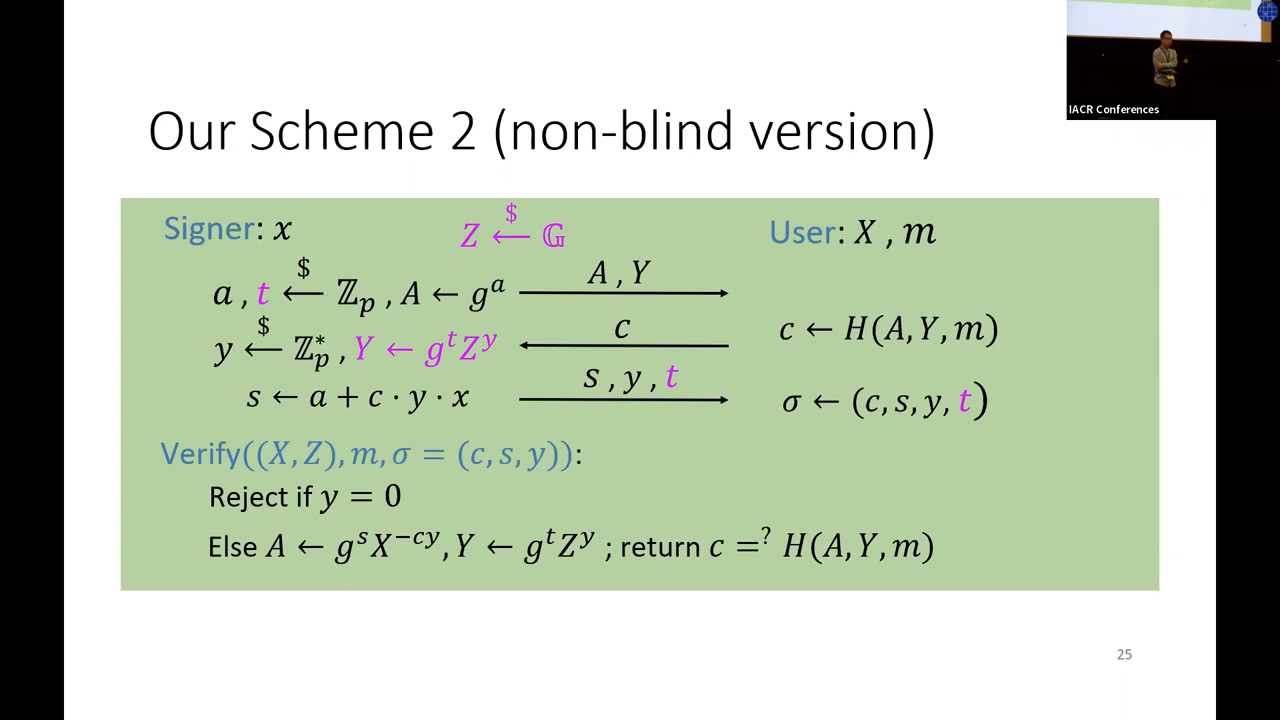 IACR Conferences
Our Scheme 2 (non-blind version)
Signer: x
Z ←$ 𝔾
User: X , m
a , t ←$ ℤ_p , A ← g^a
A , Y
y ←$ ℤ_p^* , Y ← g^t Z^y
c
c ← H(A, Y, m)
s ← a + c · y · x
s , y , t
σ ← (c, s, y, t)
Verify((X, Z), m, σ = (c, s, y)):
Reject if y = 0
Else A ← g^s X^{−cy}, Y ← g^t Z^y ; return c =? H(A, Y, m)
25